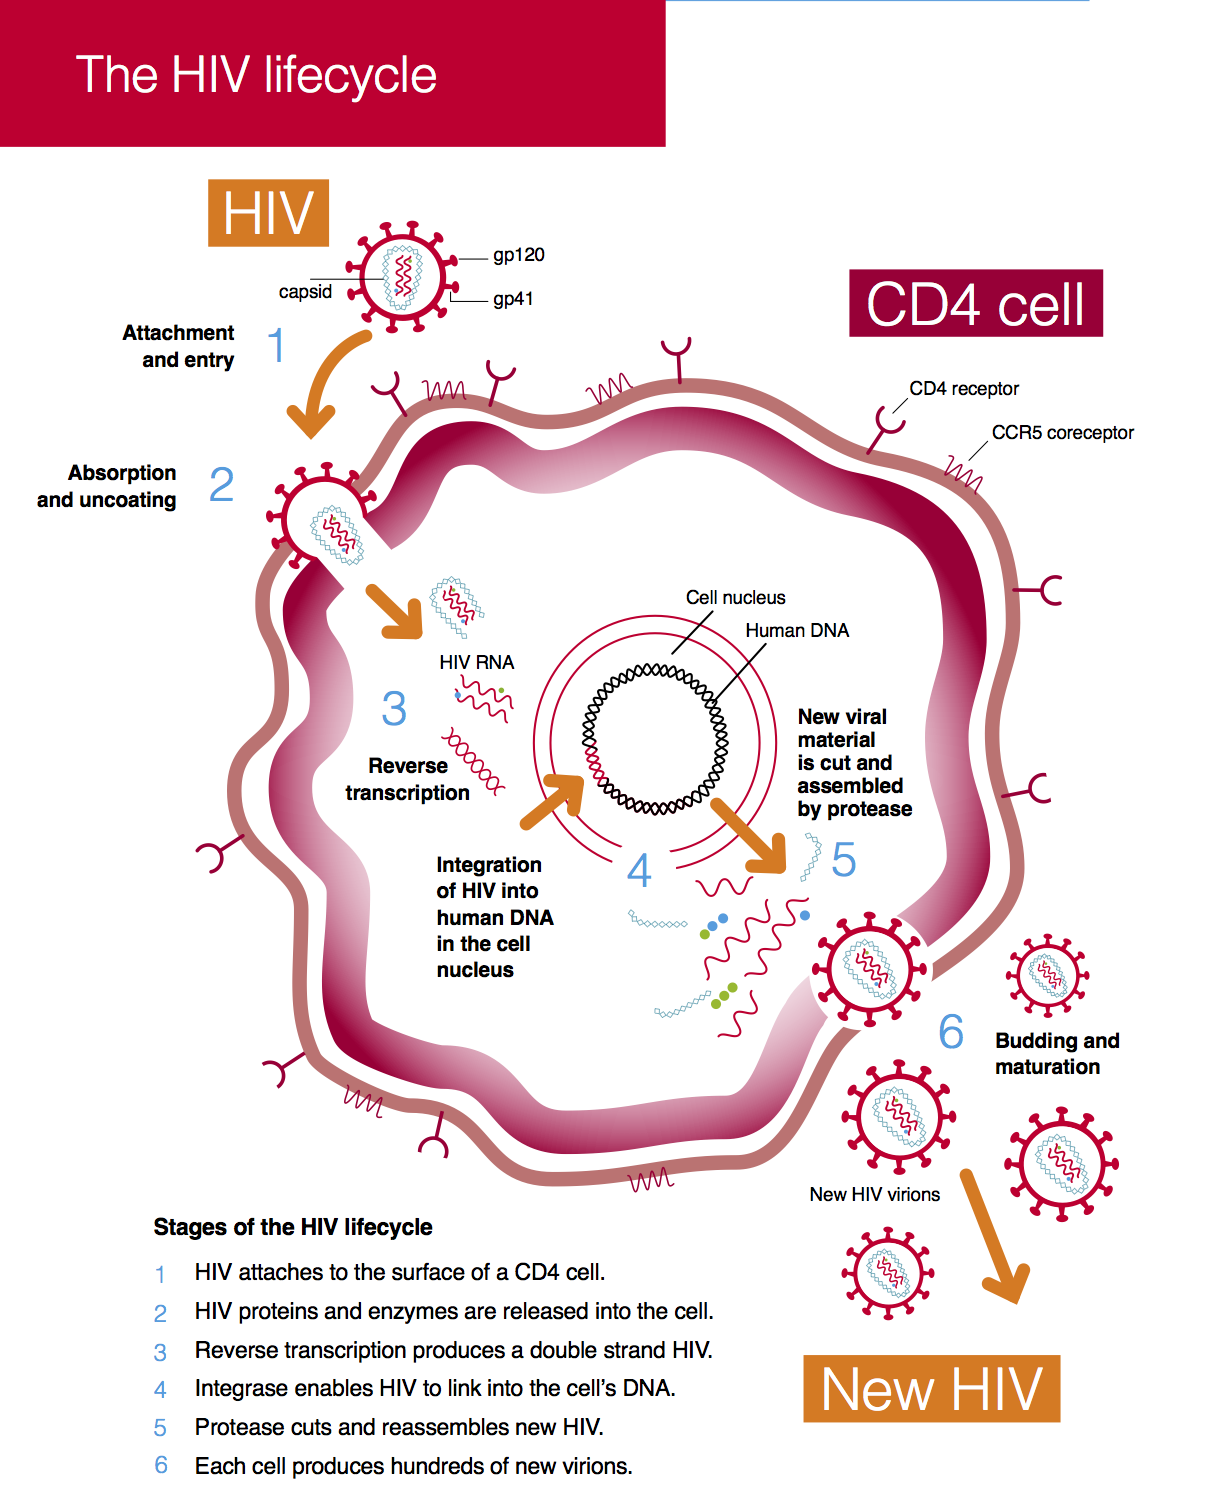 The HIV lifecycle
HIV
gp120
capsid
gp41
CD4 cell
Attachment
and entry
1
CD4 receptor
CCR5 coreceptor
Absorption
and uncoating
2
Cell nucleus
Human DNA
HIV RNA
3
Reverse
transcription
New viral
material
is cut and
assembled
by protease
5
4
Integration
of HIV into
human DNA
in the cell
nucleus
6
Budding and
maturation
New HIV virions
Stages of the HIV lifecycle
1 HIV attaches to the surface of a CD4 cell.
2 HIV proteins and enzymes are released into the cell.
3 Reverse transcription produces a double strand HIV.
4 Integrase enables HIV to link into the cell’s DNA.
5 Protease cuts and reassembles new HIV.
6 Each cell produces hundreds of new virions.
New HIV